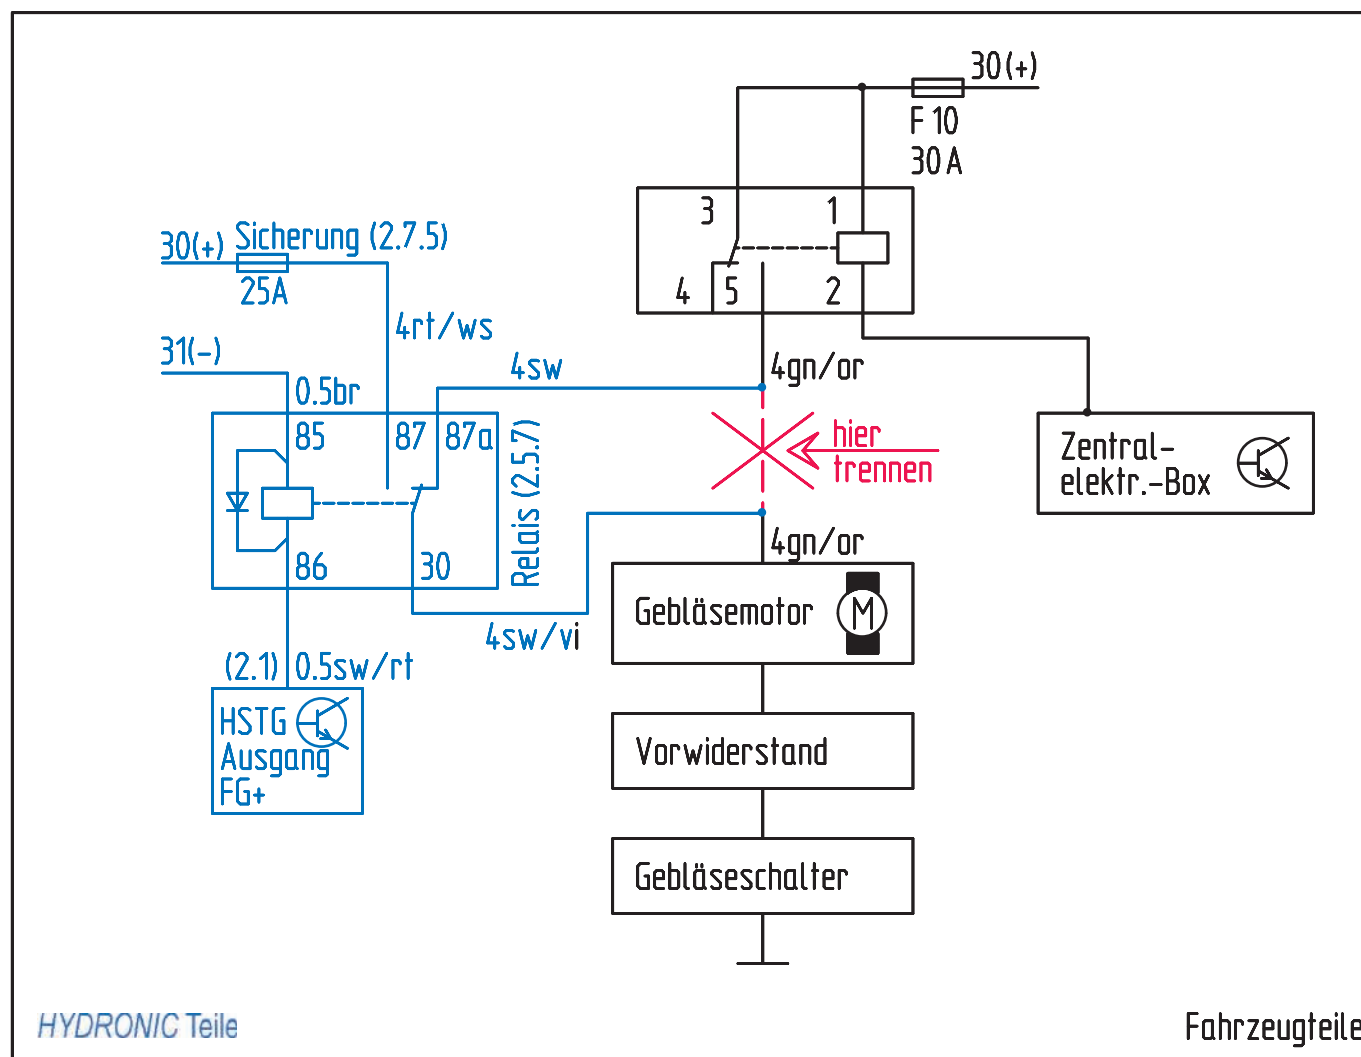 30(+)
F 10
30 A
3
1
4
5
2
30(+)
Sicherung (2.7.5)
25A
4rt/ws
31(-)
0.5br
4sw
4gn/or
85
87
87a
Relais (2.5.7)
hier
trennen
Zentral-
elektr.-Box
86
30
4gn/or
4sw/vi
Gebläsemotor
M
(2.1)
0.5sw/rt
HSTG
Ausgang
FG+
Vorwiderstand
Gebläseschalter
HYDRONIC Teile
Fahrzeugteile